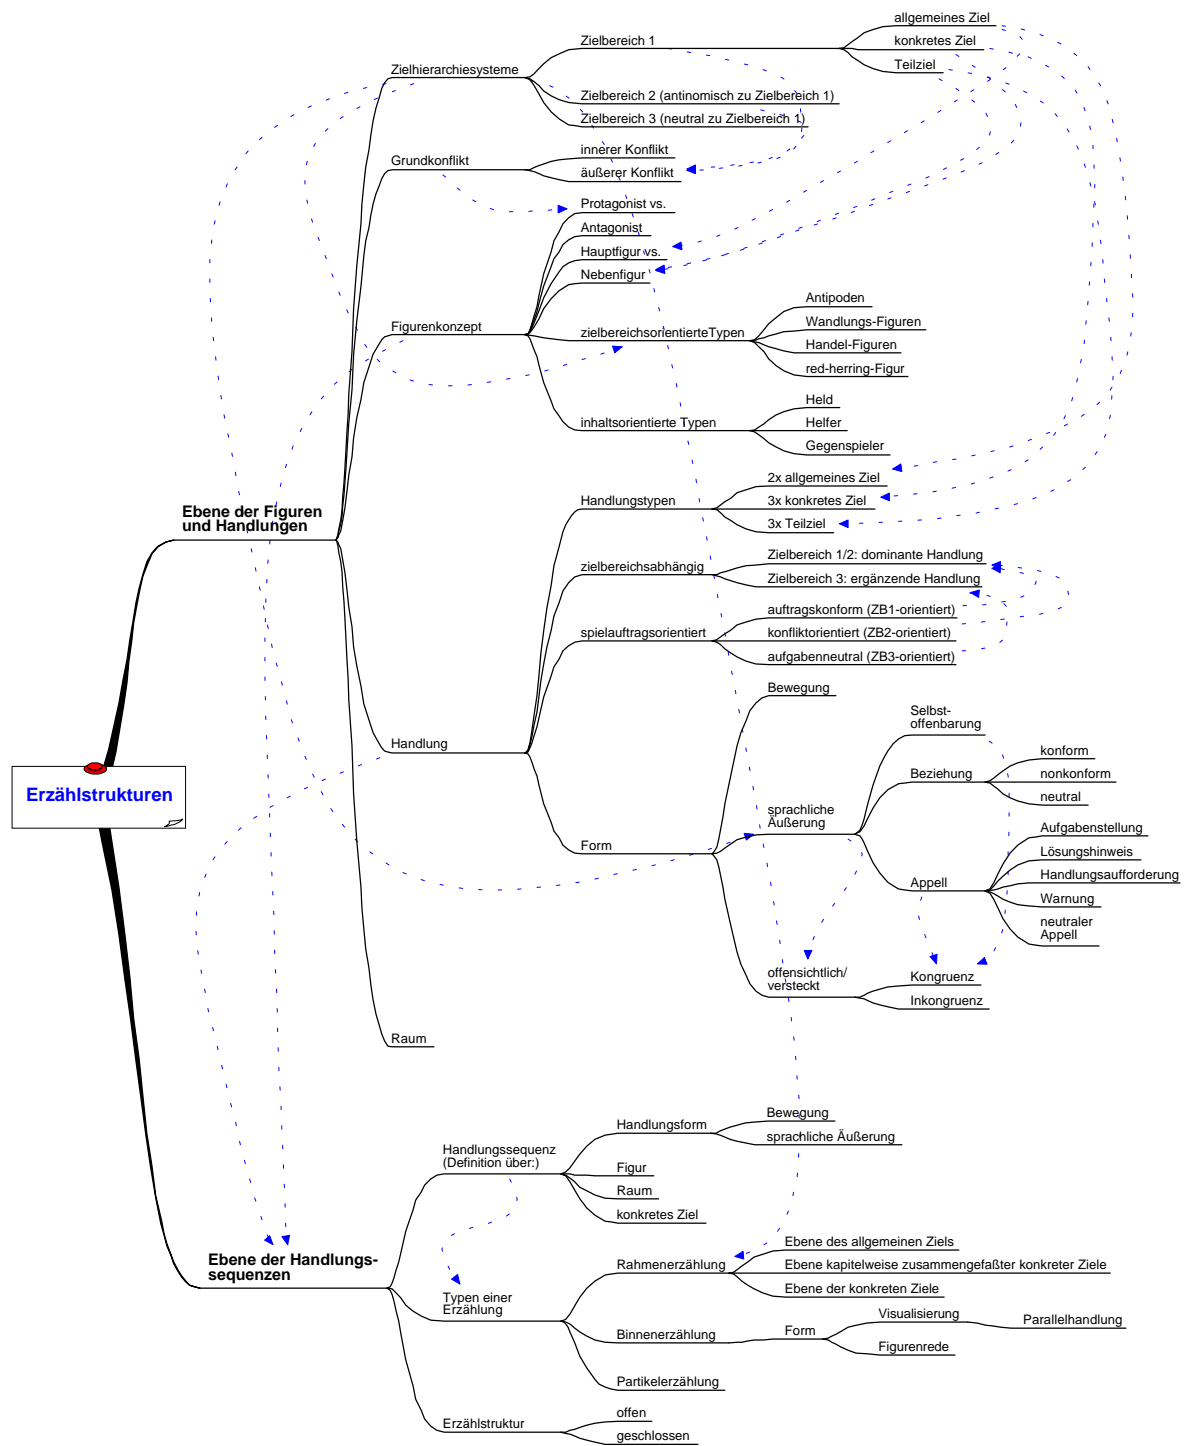 Erzählstrukturen
Ebene der Figuren
und Handlungen
Zielhierarchiesysteme
Zielbereich 1
allgemeines Ziel
konkretes Ziel
Teilziel
Zielbereich 2 (antinomisch zu Zielbereich 1)
Zielbereich 3 (neutral zu Zielbereich 1)
Grundkonflikt
innerer Konflikt
äußerer Konflikt
Figurenkonzept
Protagonist vs.
Antagonist
Hauptfigur vs.
Nebenfigur
zielbereichsorientierteTypen
Antipoden
Wandlungs-Figuren
Handel-Figuren
red-herring-Figur
inhaltsorientierte Typen
Held
Helfer
Gegenspieler
Handlung
Handlungstypen
2x allgemeines Ziel
3x konkretes Ziel
3x Teilziel
zielbereichsabhängig
Zielbereich 1/2: dominante Handlung
Zielbereich 3: ergänzende Handlung
spielauftragsorientiert
auftragskonform (ZB1-orientiert)
konfliktorientiert (ZB2-orientiert)
aufgabenneutral (ZB3-orientiert)
Form
Bewegung
sprachliche
Äußerung
Selbst-
offenbarung
Beziehung
konform
nonkonform
neutral
Appell
Aufgabenstellung
Lösungshinweis
Handlungsaufforderung
Warnung
neutraler
Appell
offensichtlich/
versteckt
Kongruenz
Inkongruenz
Raum
Ebene der Handlungs-
sequenzen
Handlungssequenz
(Definition über:)
Handlungsform
Bewegung
sprachliche Äußerung
Figur
Raum
konkretes Ziel
Typen einer
Erzählung
Rahmenerzählung
Ebene des allgemeinen Ziels
Ebene kapitelweise zusammengefaßter konkreter Ziele
Ebene der konkreten Ziele
Binnenerzählung
Form
Visualisierung
Parallelhandlung
Figurenrede
Partikelerzählung
Erzählstruktur
offen
geschlossen